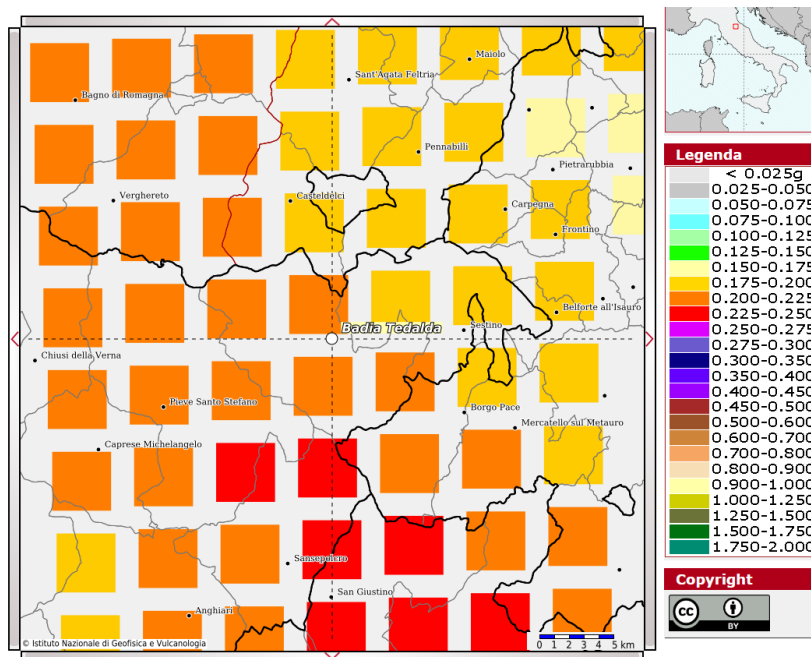 Maiolo
Sant'Agata Feltria
Bagno di Romagna
Pennabilli
Pietrarubbia
Verghereto
Casteldelci
Carpegna
Frontino
Belforte all'Isauro
Badia Tedalda
Sestino
Chiusi della Verna
Pieve Santo Stefano
Borgo Pace
Mercatello sul Metauro
Caprese Michelangelo
Sansepolcro
San Giustino
Anghiari
0 1 2 3 4 5 km
© Istituto Nazionale di Geofisica e Vulcanologia
Legenda
< 0.025g
0.025-0.050
0.050-0.075
0.075-0.100
0.100-0.125
0.125-0.150
0.150-0.175
0.175-0.200
0.200-0.225
0.225-0.250
0.250-0.275
0.275-0.300
0.300-0.350
0.350-0.400
0.400-0.450
0.450-0.500
0.500-0.600
0.600-0.700
0.700-0.800
0.800-0.900
0.900-1.000
1.000-1.250
1.250-1.500
1.500-1.750
1.750-2.000
Copyright
cc
BY